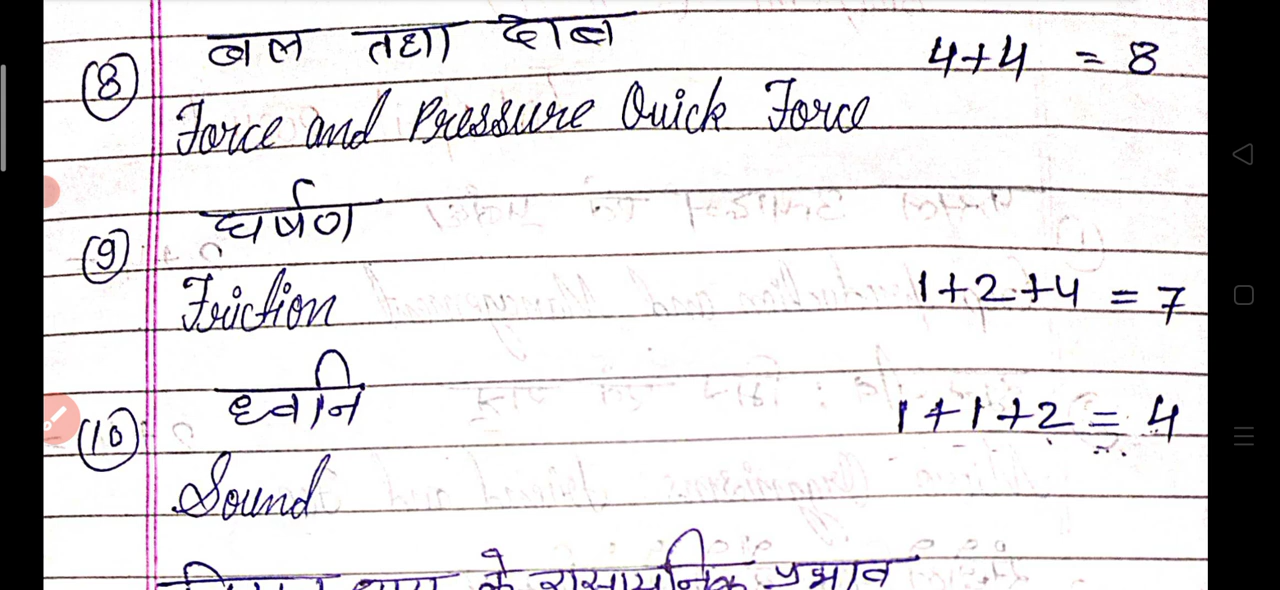 बल तथा दाब
(8) 4+4 = 8
Force and Pressure Quick Force
घर्षण
(9)
Friction 1+2+4 = 7
ध्वनि
(10) 1+1+2 = 4
Sound
के रासायनिक प्रभाव